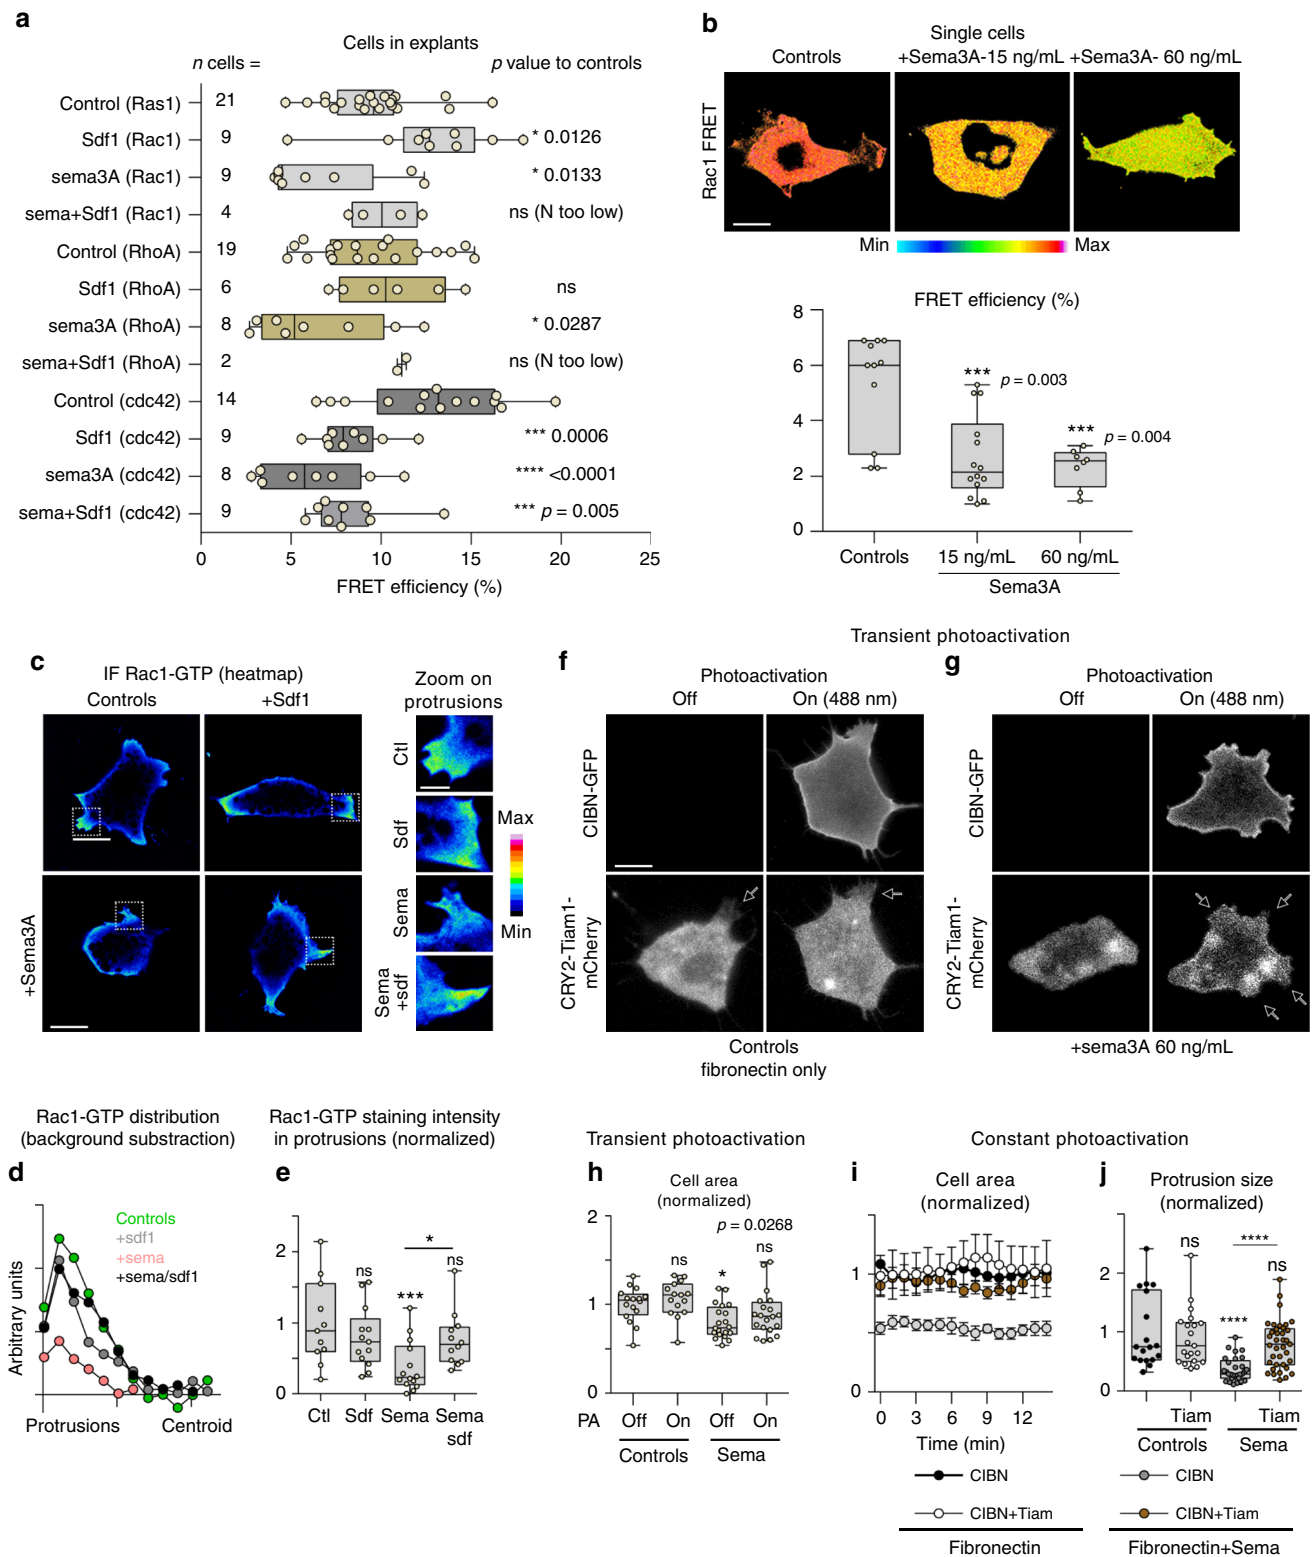 a
Cells in explants
n cells =
p value to controls
Control (Ras1)
21
Sdf1 (Rac1)
9
* 0.0126
sema3A (Rac1)
9
* 0.0133
sema+Sdf1 (Rac1)
4
ns (N too low)
Control (RhoA)
19
Sdf1 (RhoA)
6
ns
sema3A (RhoA)
8
* 0.0287
sema+Sdf1 (RhoA)
2
ns (N too low)
Control (cdc42)
14
Sdf1 (cdc42)
9
*** 0.0006
sema3A (cdc42)
8
**** <0.0001
sema+Sdf1 (cdc42)
9
*** p = 0.005
0 5 10 15 20 25
FRET efficiency (%)
b
Single cells
Controls
+Sema3A-15 ng/mL
+Sema3A- 60 ng/mL
Rac1 FRET
Min
Max
FRET efficiency (%)
8
6
4
2
0
***
p = 0.003
***
p = 0.004
Controls
15 ng/mL
60 ng/mL
Sema3A
c
IF Rac1-GTP (heatmap)
Controls
+Sdf1
+Sema3A
Zoom on
protrusions
Ctl
Sdf
Sema
Sema
+sdf
Max
Min
Transient photoactivation
f
Photoactivation
Off
On (488 nm)
CIBN-GFP
CRY2-Tiam1-
mCherry
Controls
fibronectin only
g
Photoactivation
Off
On (488 nm)
CIBN-GFP
CRY2-Tiam1-
mCherry
+sema3A 60 ng/mL
d
Rac1-GTP distribution
(background substraction)
Arbitrary units
Controls
+sdf1
+sema
+sema/sdf1
Protrusions
Centroid
e
Rac1-GTP staining intensity
in protrusions (normalized)
2
1
0
ns
***
*
ns
Ctl
Sdf
Sema
Sema
sdf
Transient photoactivation
h
Cell area
(normalized)
p = 0.0268
2
1
0
ns
*
ns
PA
Off
On
Off
On
Controls
Sema
Constant photoactivation
i
Cell area
(normalized)
1
0
0 3 6 9 12
Time (min)
CIBN
CIBN+Tiam
Fibronectin
j
Protrusion size
(normalized)
2
1
0
ns
****
****
ns
Tiam
Tiam
Controls
Sema
CIBN
CIBN+Tiam
Fibronectin+Sema